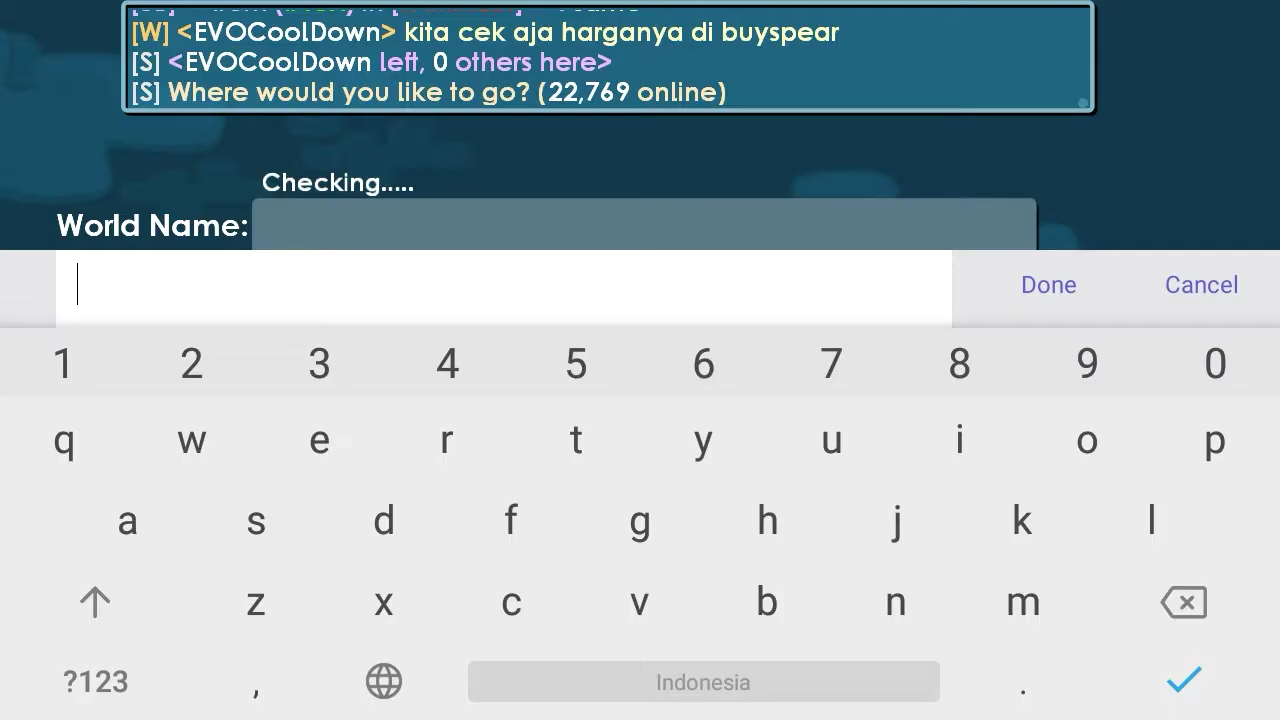 [W] <EVOCoolDown> kita cek aja harganya di buyspear
[S] <EVOCoolDown left, 0 others here>
[S] Where would you like to go? (22,769 online)
Checking.....
World Name:
Done Cancel
1 2 3 4 5 6 7 8 9 0
q w e r t y u i o p
a s d f g h j k l
z x c v b n m
?123 , Indonesia .